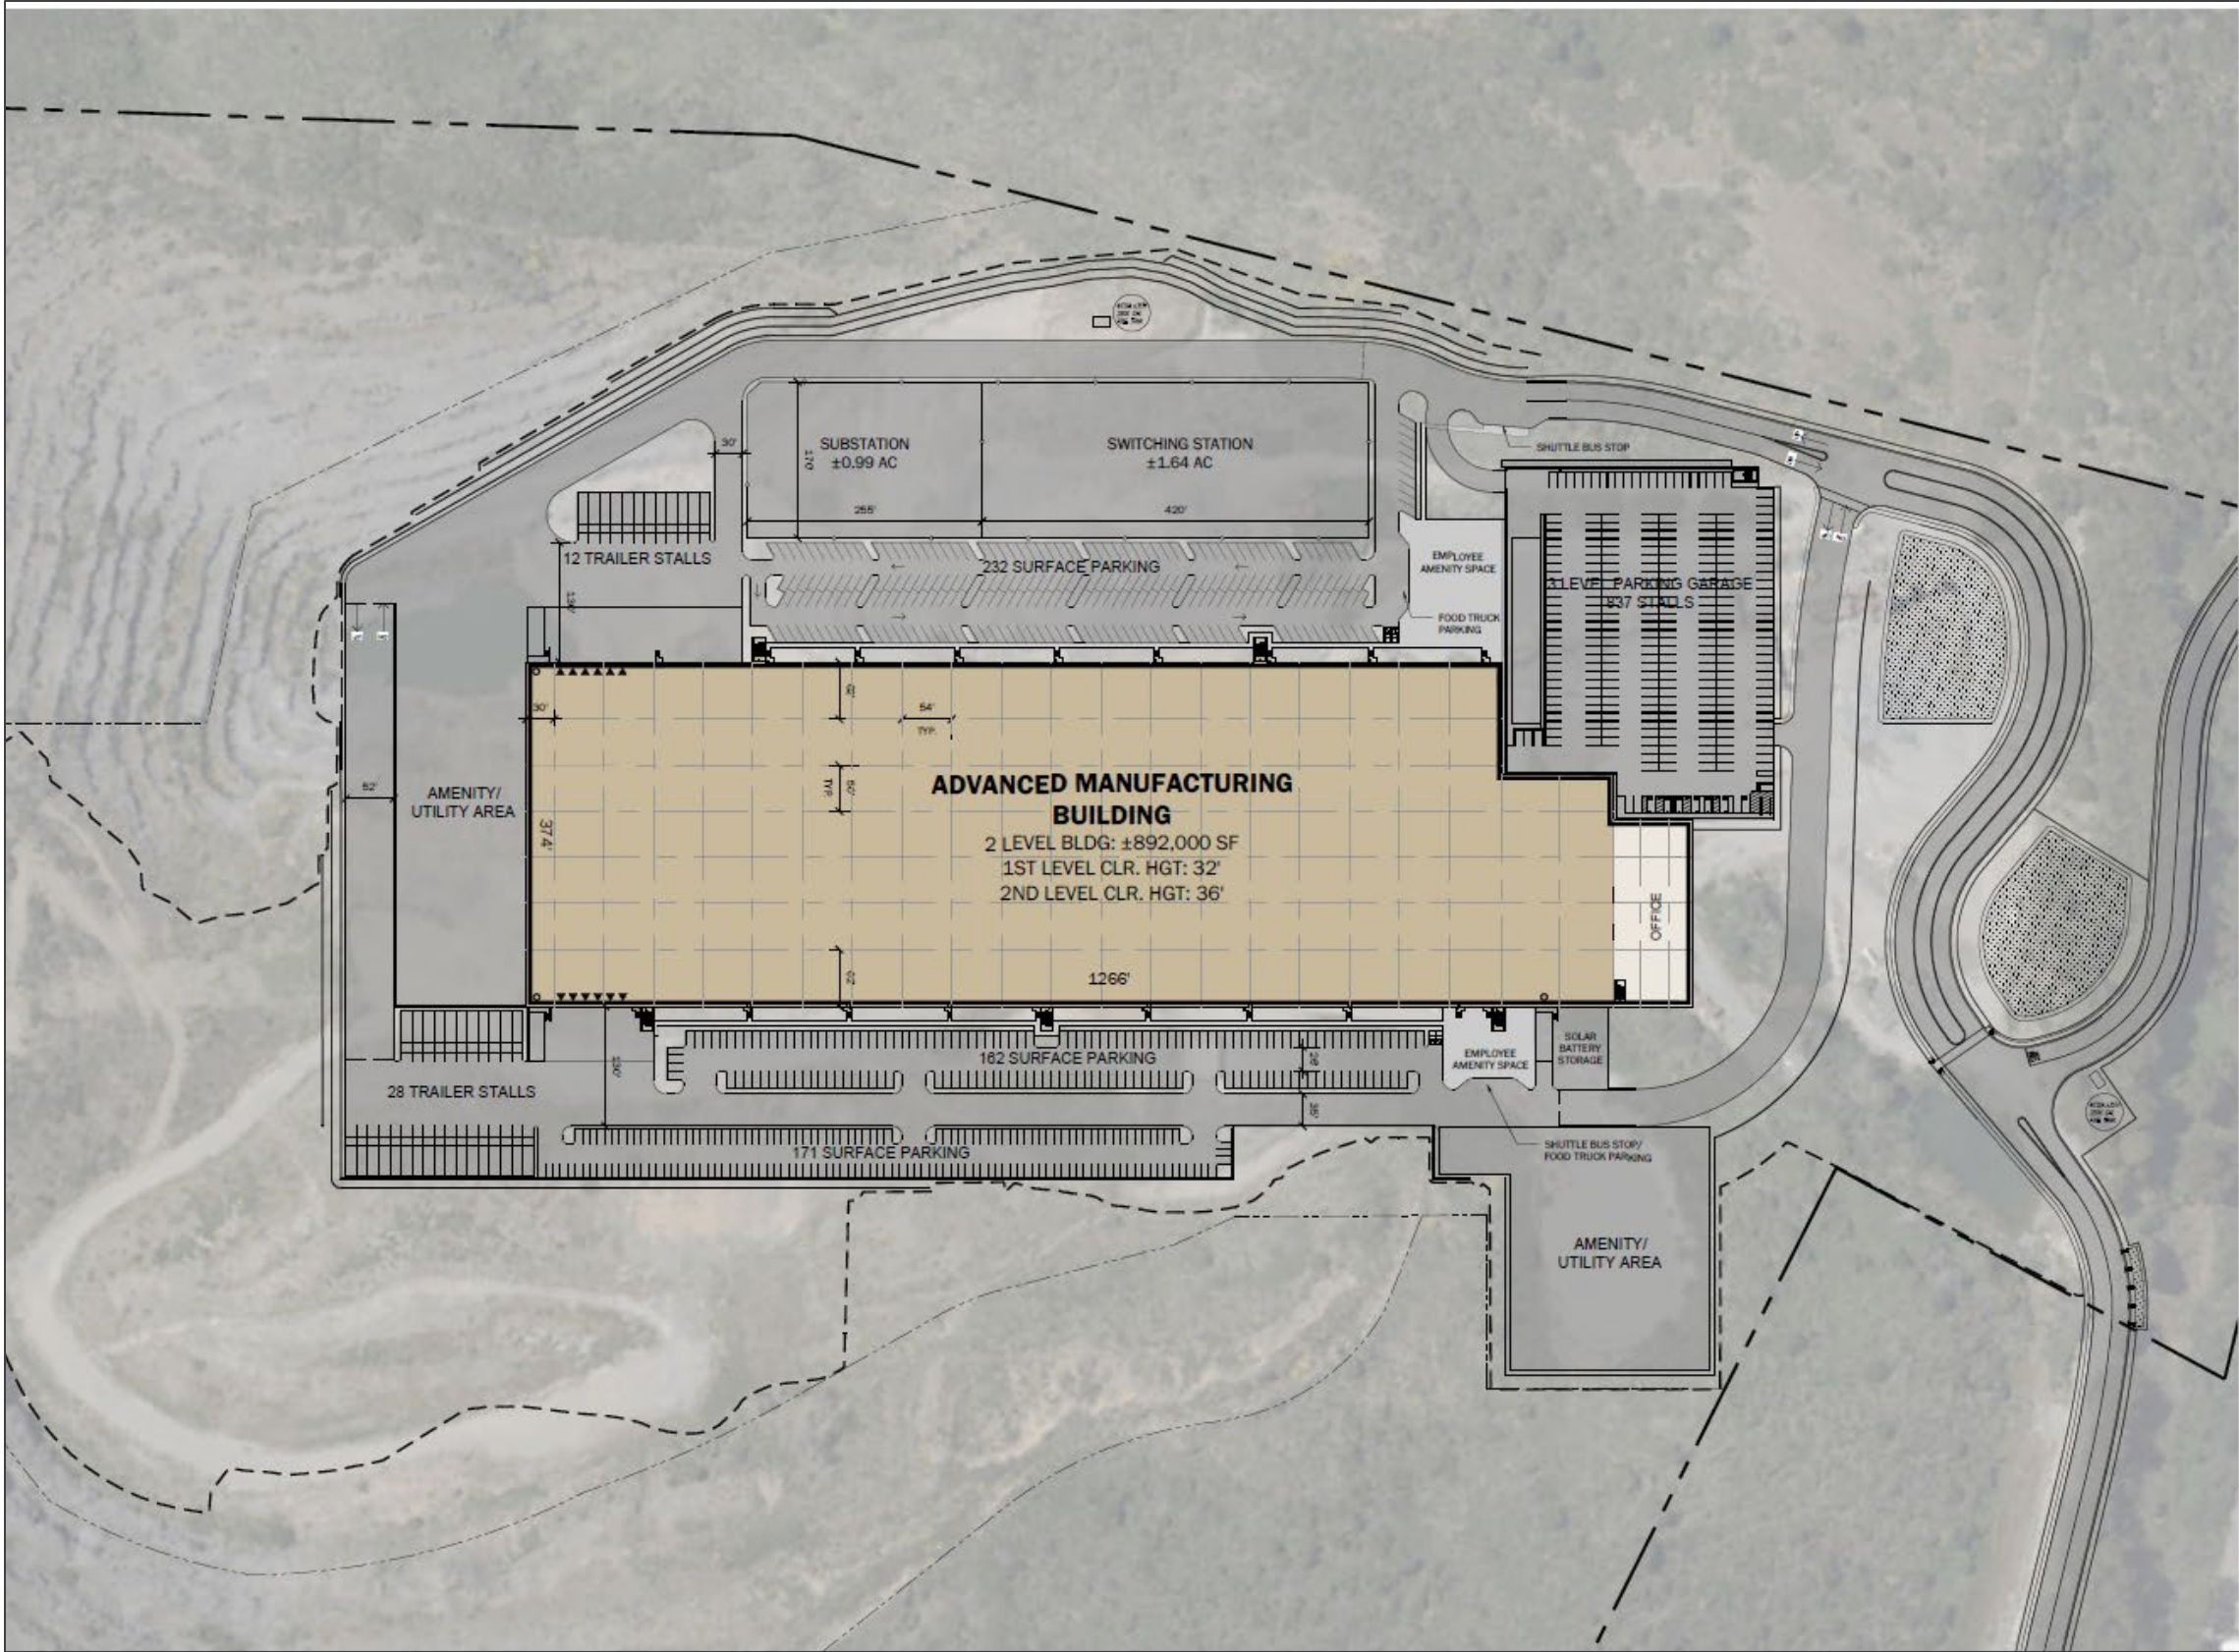 SHUTTLE BUS STOP
30'
170'
SUBSTATION
±0.99 AC
SWITCHING STATION
±1.64 AC
255'
420'
12 TRAILER STALLS
232 SURFACE PARKING
EMPLOYEE
AMENITY SPACE
FOOD TRUCK
PARKING
3 LEVEL PARKING GARAGE
837 STALLS
30'
54'
TYP.
52'
AMENITY/
UTILITY AREA
374'
50'
TYP.
ADVANCED MANUFACTURING
BUILDING
2 LEVEL BLDG: ±892,000 SF
1ST LEVEL CLR. HGT: 32'
2ND LEVEL CLR. HGT: 36'
OFFICE
62'
1266'
130'
28 TRAILER STALLS
162 SURFACE PARKING
26'
EMPLOYEE
AMENITY SPACE
SOLAR
BATTERY
STORAGE
171 SURFACE PARKING
SHUTTLE BUS STOP/
FOOD TRUCK PARKING
AMENITY/
UTILITY AREA